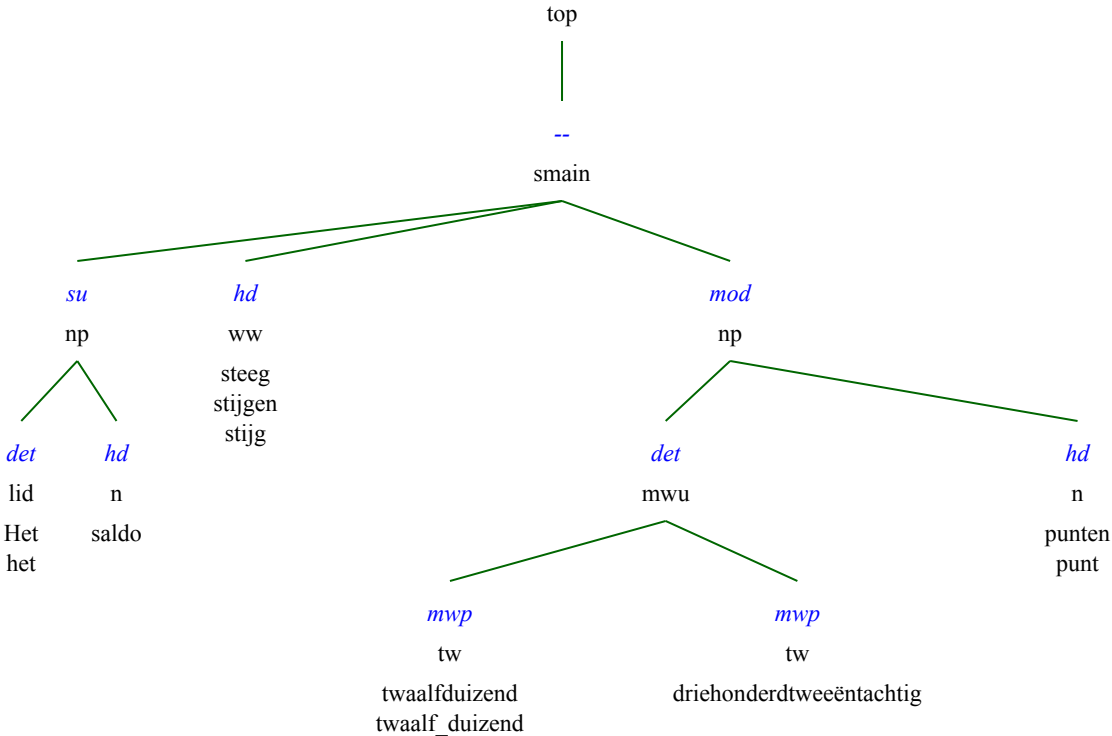 top
--
smain
su hd mod
np ww np
steeg
stijgen
stijg
det hd det hd
lid n mwu n
Het saldo punten
het punt
mwp mwp
tw tw
twaalfduizend driehonderdtweeëntachtig
twaalf_duizend